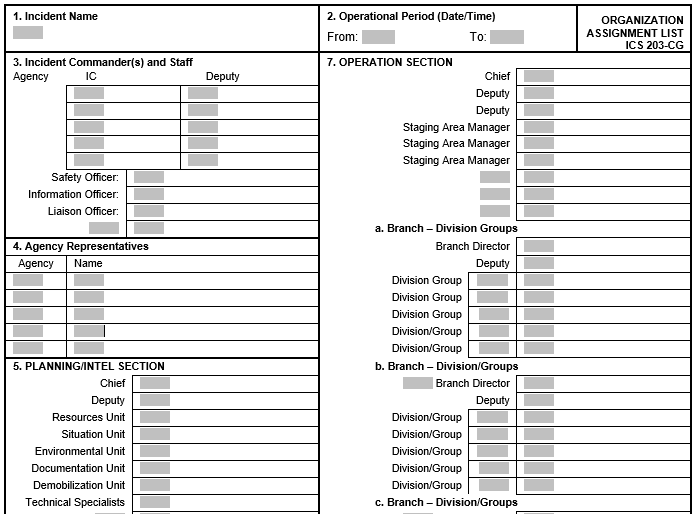 1. Incident Name
2. Operational Period (Date/Time)
From: To:
ORGANIZATION
ASSIGNMENT LIST
ICS 203-CG
3. Incident Commander(s) and Staff
Agency IC Deputy
Safety Officer:
Information Officer:
Liaison Officer:
4. Agency Representatives
Agency Name
5. PLANNING/INTEL SECTION
Chief
Deputy
Resources Unit
Situation Unit
Environmental Unit
Documentation Unit
Demobilization Unit
Technical Specialists
7. OPERATION SECTION
Chief
Deputy
Deputy
Staging Area Manager
Staging Area Manager
Staging Area Manager
a. Branch – Division Groups
Branch Director
Deputy
Division Group
Division Group
Division Group
Division/Group
Division/Group
b. Branch – Division/Groups
Branch Director
Deputy
Division/Group
Division/Group
Division/Group
Division/Group
Division/Group
c. Branch – Division/Groups